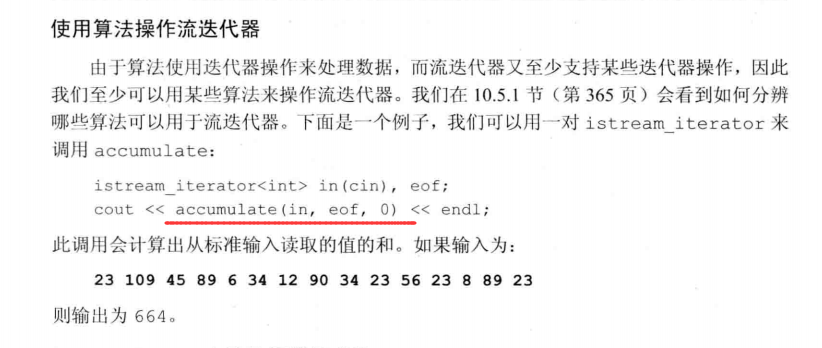 使用算法操作流迭代器
由于算法使用迭代器操作来处理数据，而流迭代器又至少支持某些迭代器操作，因此
我们至少可以用某些算法来操作流迭代器。我们在 10.5.1 节（第 365 页）会看到如何分辨
哪些算法可以用于流迭代器。下面是一个例子，我们可以用一对 istream_iterator 来
调用 accumulate：
istream_iterator<int> in(cin), eof;
cout << accumulate(in, eof, 0) << endl;
此调用会计算出从标准输入读取的值的和。如果输入为：
23 109 45 89 6 34 12 90 34 23 56 23 8 89 23
则输出为 664。